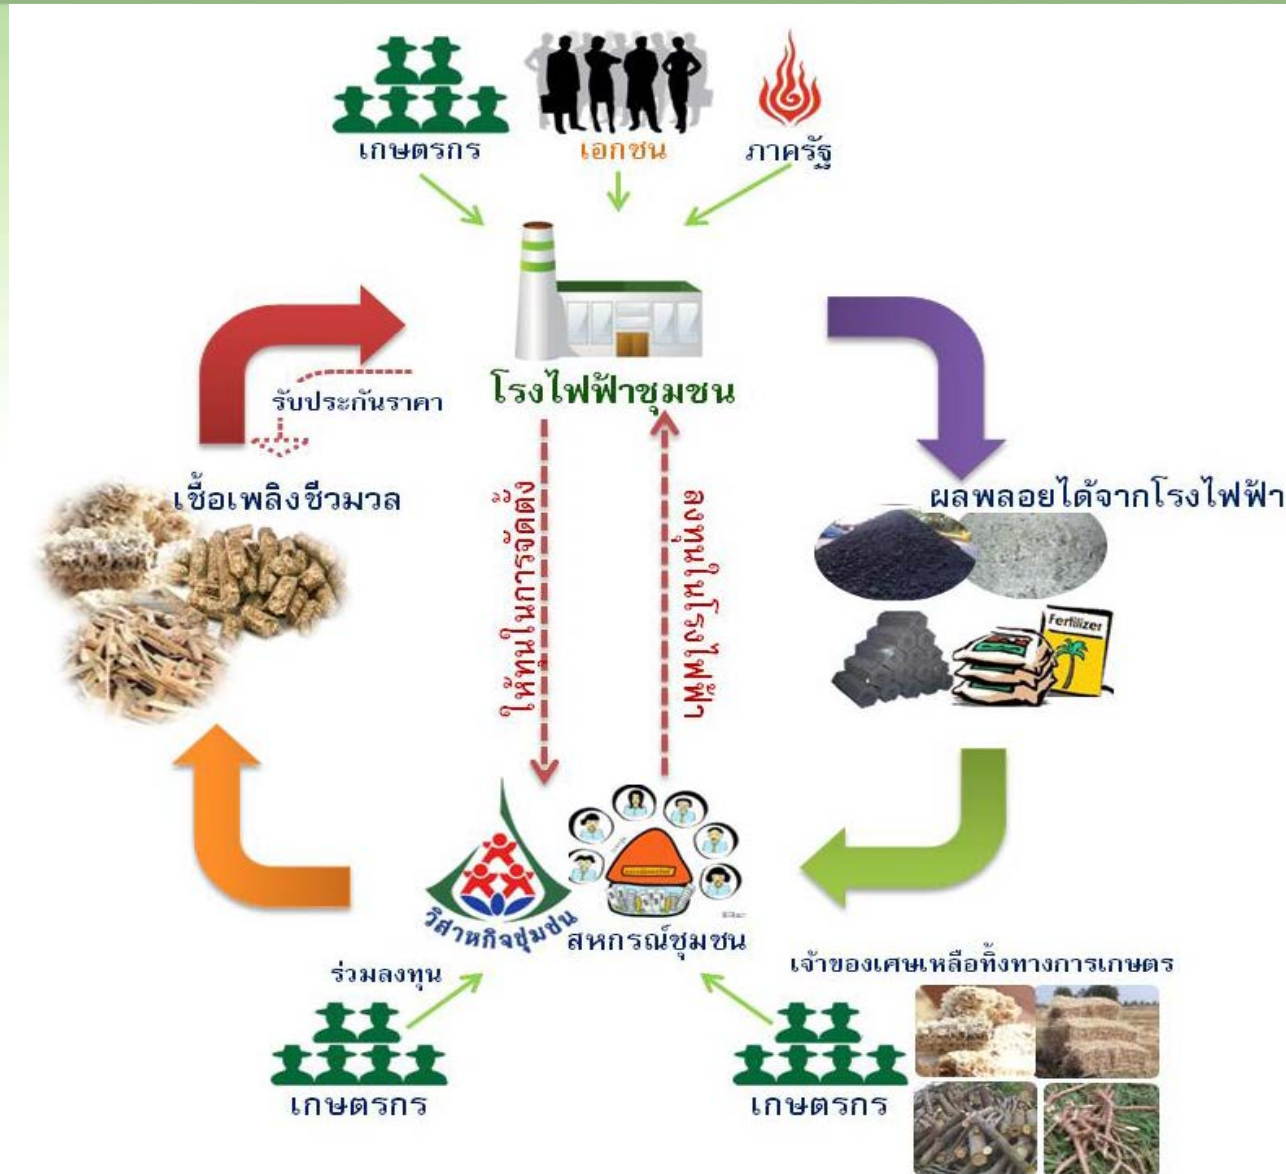 เกษตรกร
เอกชน
ภาครัฐ
โรงไฟฟ้าชุมชน
รับประกันราคา
เชื้อเพลิงชีวมวล
ผลพลอยได้จากโรงไฟฟ้า
ให้ทุนในการจัดตั้ง
ลงทุนในโรงไฟฟ้า
Fertilizer
วิสาหกิจชุมชน
สหกรณ์ชุมชน
ร่วมลงทุน
เจ้าของเศษเหลือทิ้งทางการเกษตร
เกษตรกร
เกษตรกร